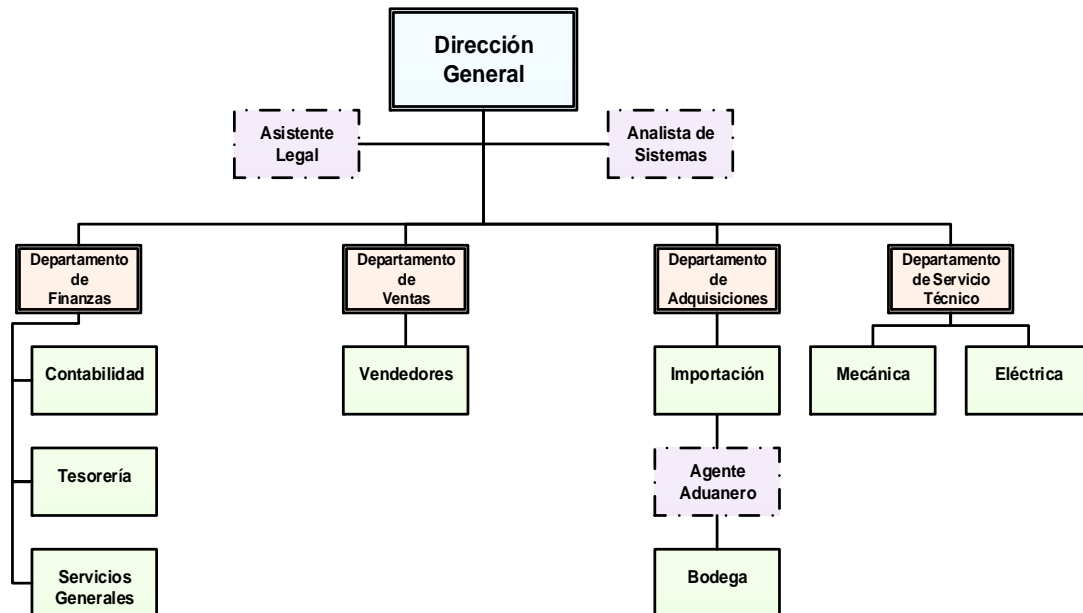 Dirección
General
Asistente
Legal
Analista de
Sistemas
Departamento
de
Finanzas
Departamento
de
Ventas
Departamento
de
Adquisiciones
Departamento
de Servicio
Técnico
Contabilidad
Vendedores
Importación
Mecánica
Eléctrica
Tesorería
Agente
Aduanero
Servicios
Generales
Bodega